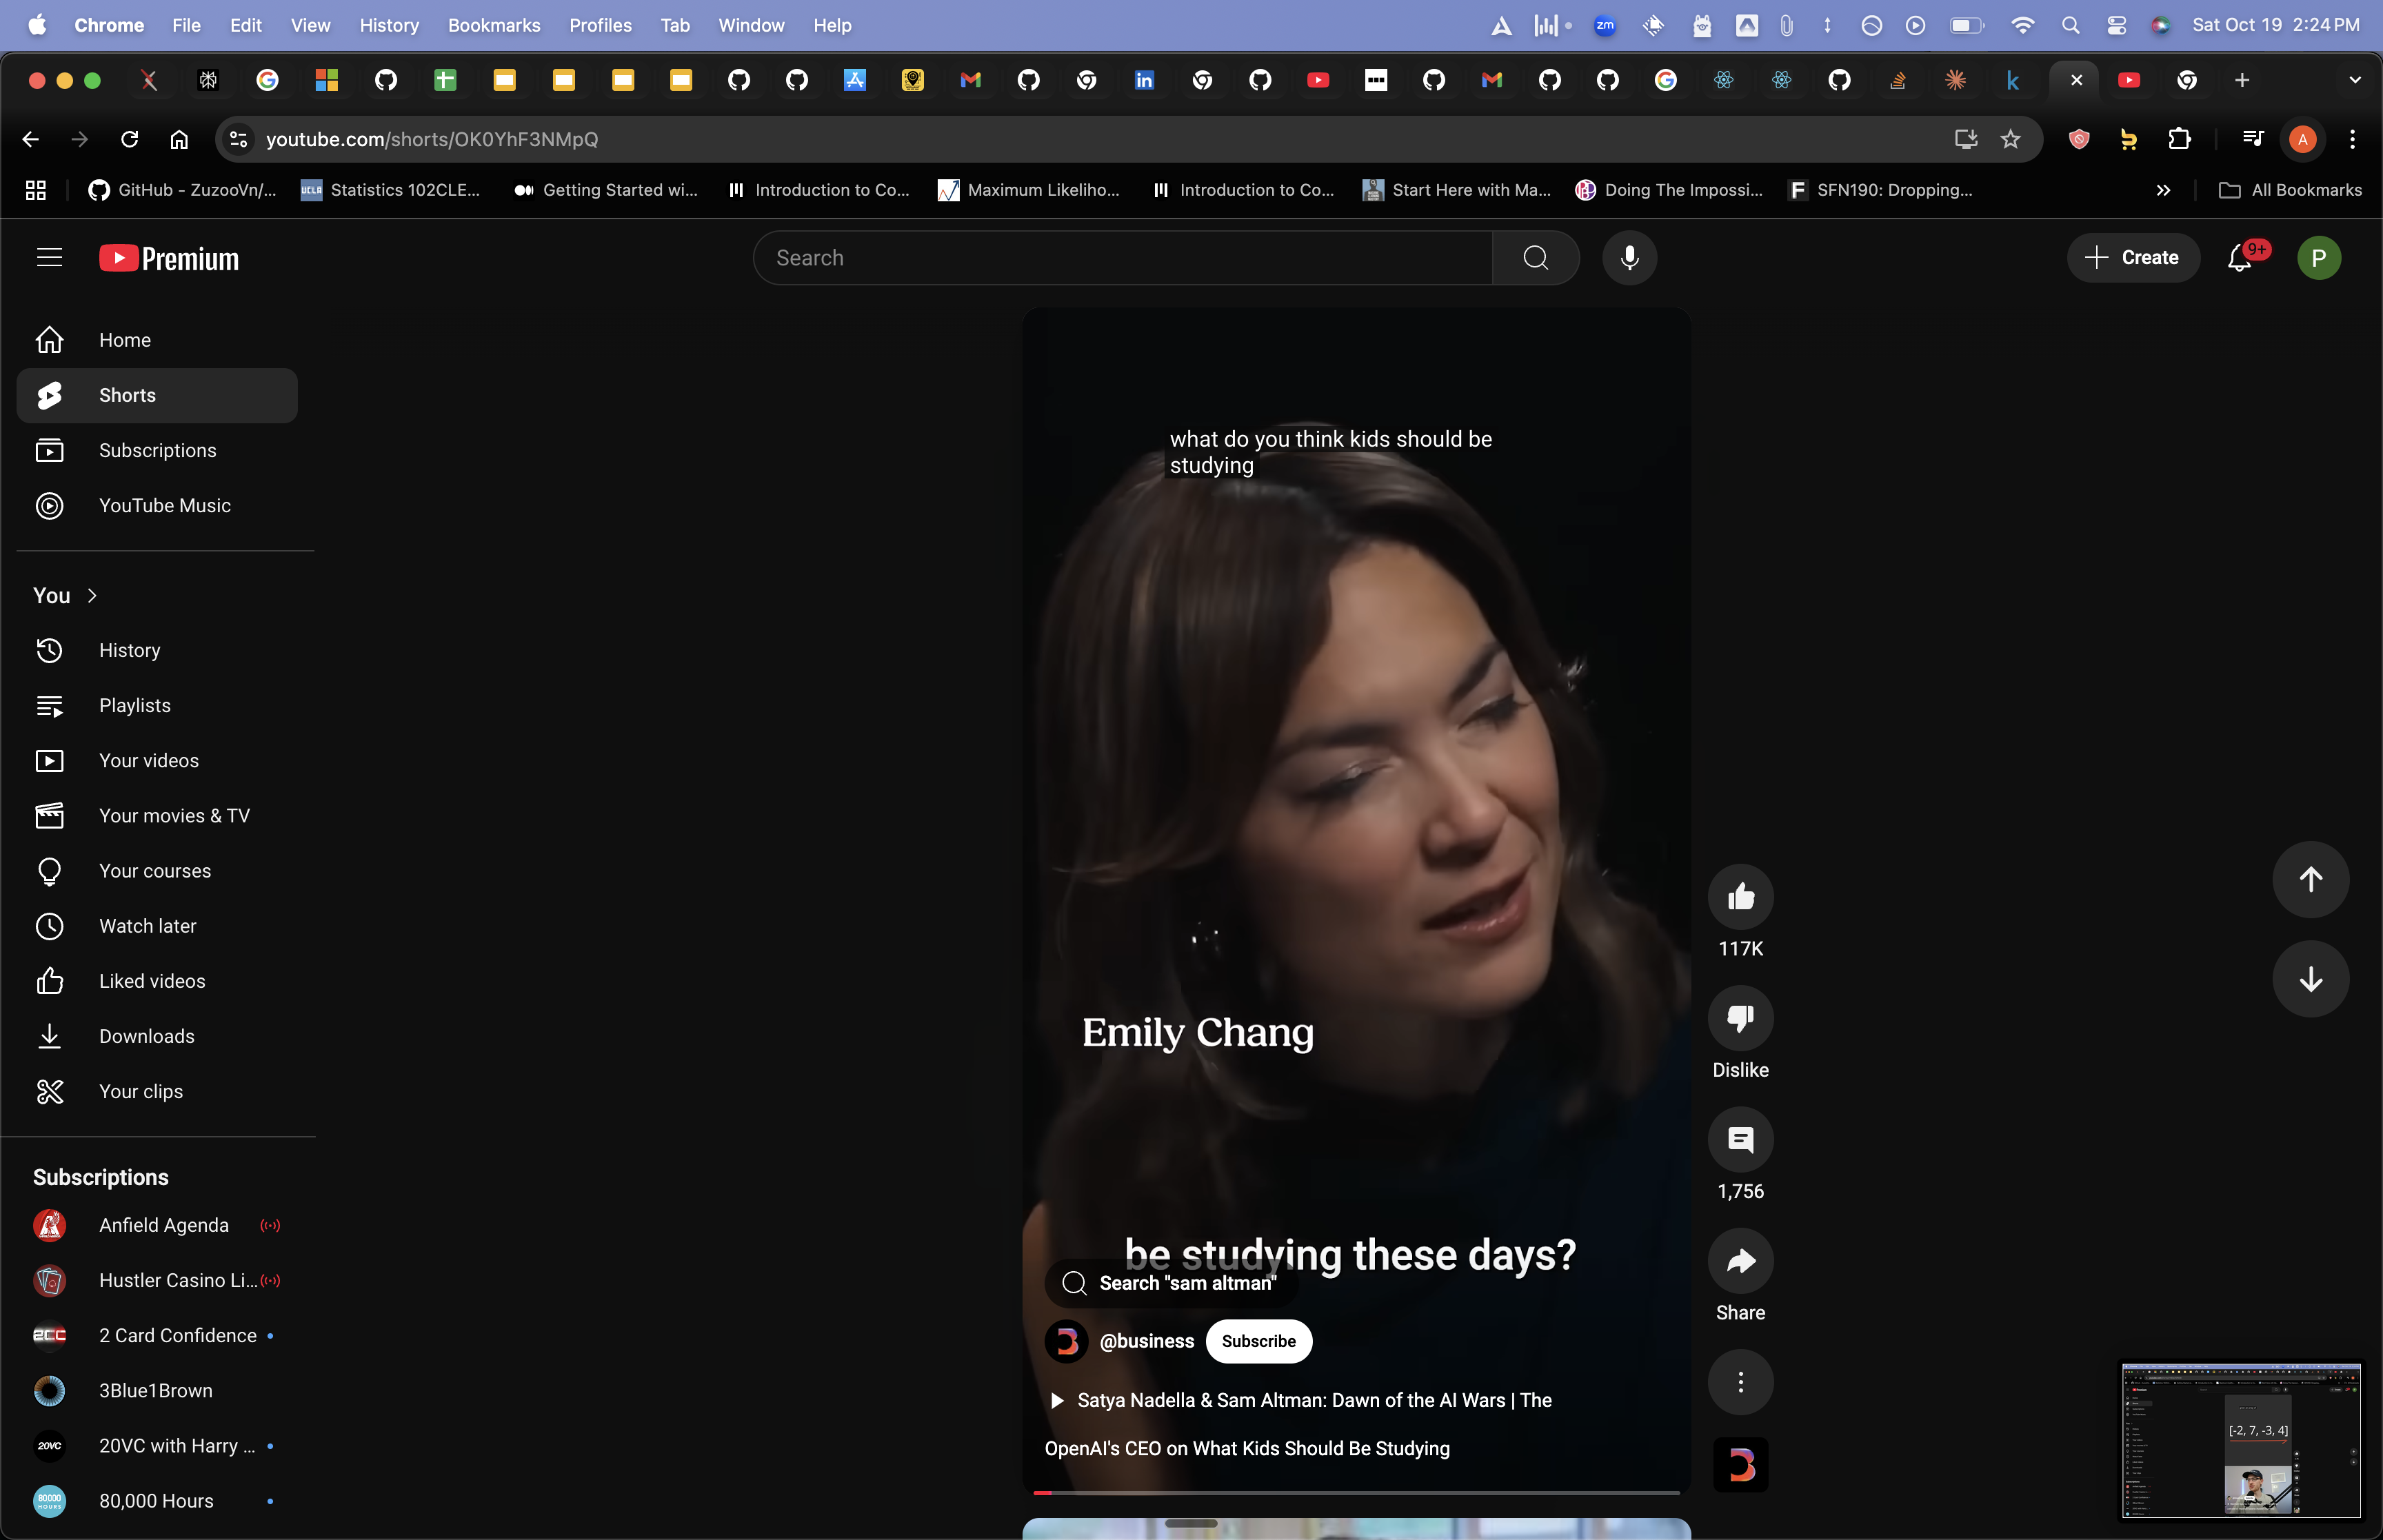 Chrome File Edit View History Bookmarks Profiles Tab Window Help
zm
Sat Oct 19 2:24 PM
youtube.com/shorts/OK0YhF3NMpQ
A
GitHub - ZuzooVn/...
UCLA Statistics 102CLE...
Getting Started wi...
Introduction to Co...
Maximum Likeliho...
Introduction to Co...
Start Here with Ma...
Doing The Impossi...
F SFN190: Dropping...
All Bookmarks
Premium
Search
Create
9+
P
Home
Shorts
Subscriptions
YouTube Music
You
History
Playlists
Your videos
Your movies & TV
Your courses
Watch later
Liked videos
Downloads
Your clips
Subscriptions
Anfield Agenda
Hustler Casino Li...
2CC 2 Card Confidence
3Blue1Brown
20VC 20VC with Harry ...
80,000 HOURS 80,000 Hours
what do you think kids should be
studying
Emily Chang
be studying these days?
Search "sam altman"
@business Subscribe
Satya Nadella & Sam Altman: Dawn of the AI Wars | The
OpenAI's CEO on What Kids Should Be Studying
117K
Dislike
1,756
Share
[-2, 7, -3, 4]